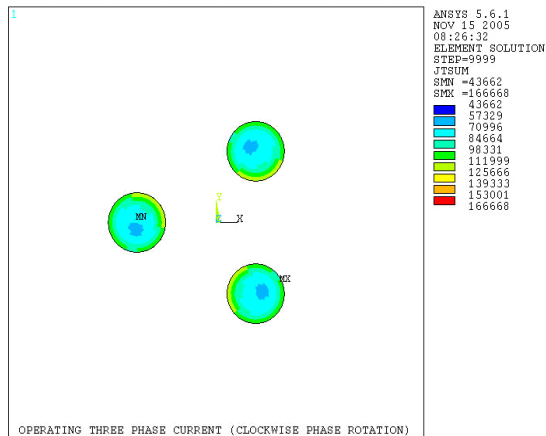 1
ANSYS 5.6.1
NOV 15 2005
08:26:32
ELEMENT SOLUTION
STEP=9999
JTSUM
SMN =43662
SMX =166668
43662
57329
70996
84664
98331
111999
125666
139333
153001
166668
MN
Y
Z X
MX
OPERATING THREE PHASE CURRENT (CLOCKWISE PHASE ROTATION)